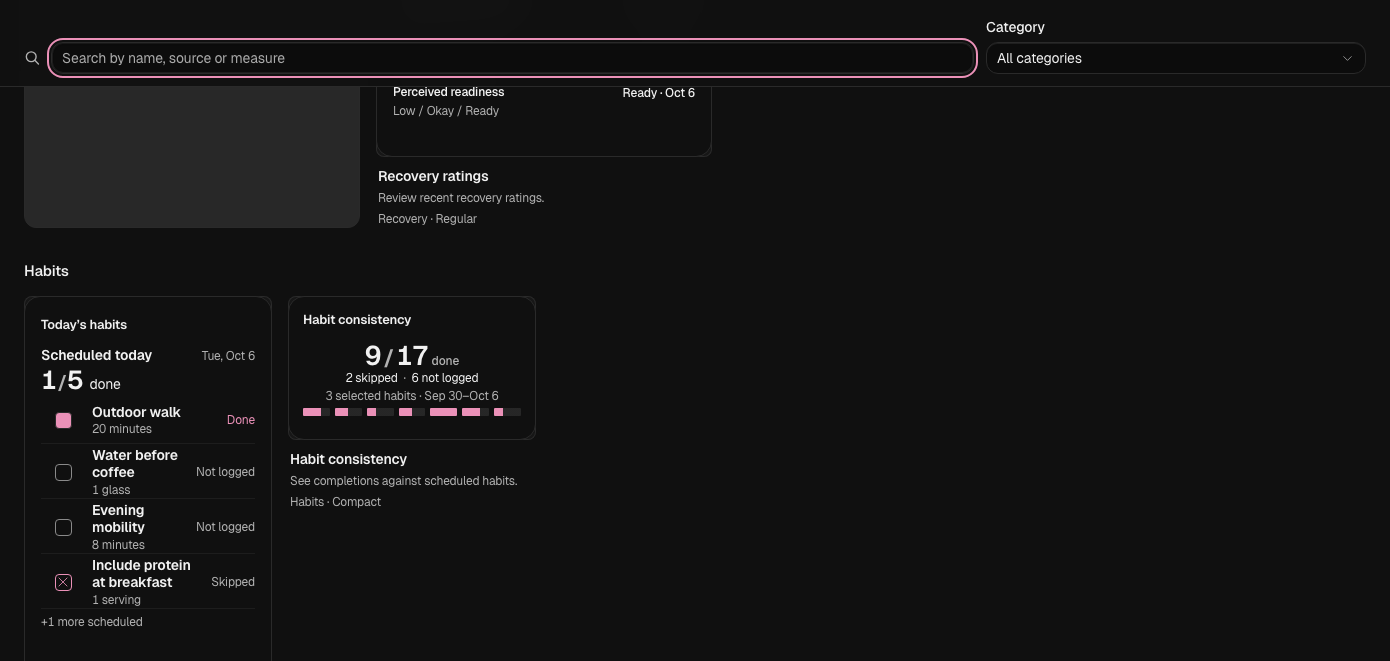 Category
Search by name, source or measure
All categories
Perceived readiness
Ready · Oct 6
Low / Okay / Ready
Recovery ratings
Review recent recovery ratings.
Recovery · Regular
Habits
Today’s habits
Scheduled today
Tue, Oct 6
1/5 done
Outdoor walk
20 minutes
Done
Water before
coffee
1 glass
Not logged
Evening
mobility
8 minutes
Not logged
Include protein
at breakfast
1 serving
Skipped
+1 more scheduled
Habit consistency
9/17 done
2 skipped · 6 not logged
3 selected habits · Sep 30–Oct 6
Habit consistency
See completions against scheduled habits.
Habits · Compact